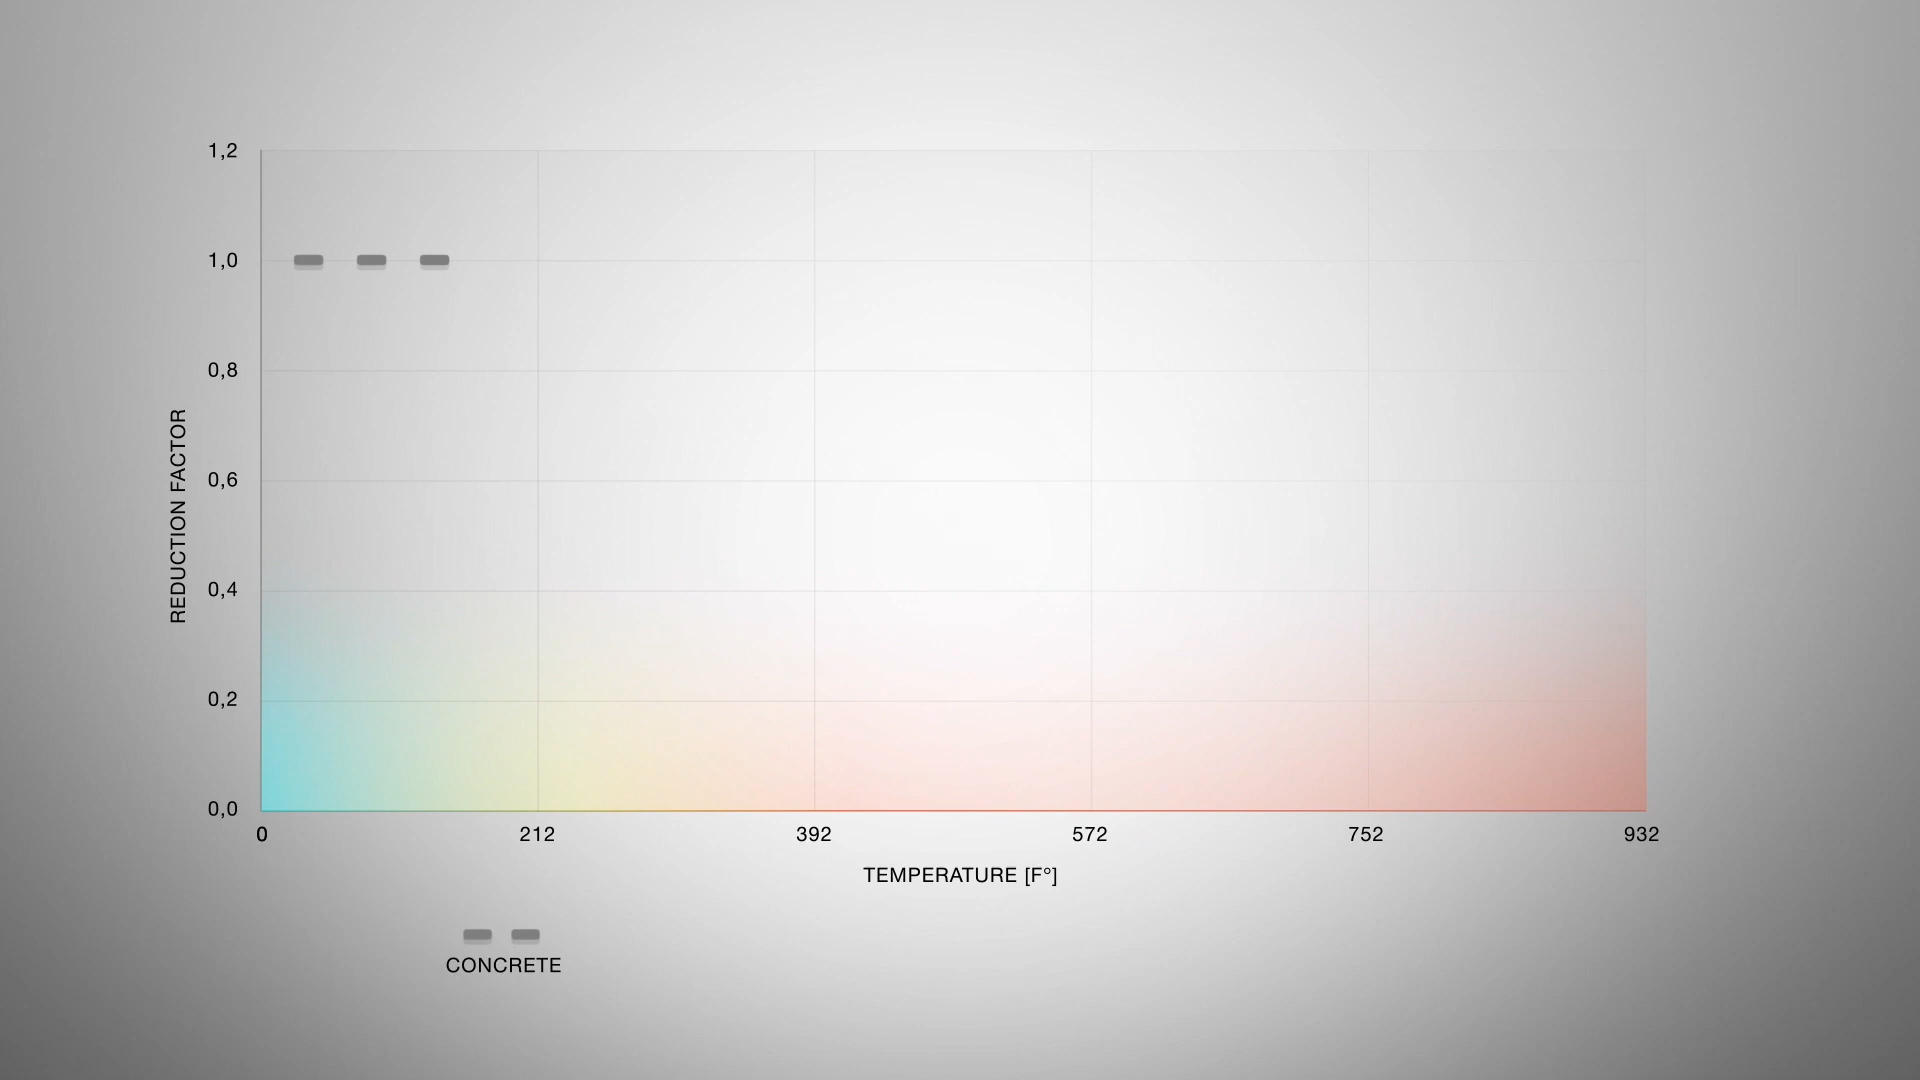 1,2
1,0
0,8
0,6
0,4
0,2
0,0
REDUCTION FACTOR
0 212 392 572 752 932
TEMPERATURE [F°]
CONCRETE